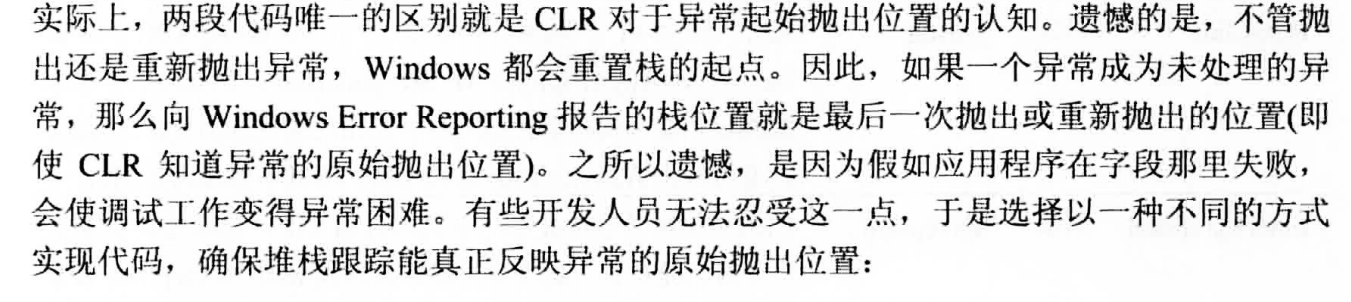 实际上，两段代码唯一的区别就是 CLR 对于异常起始抛出位置的认知。遗憾的是，不管抛
出还是重新抛出异常，Windows 都会重置栈的起点。因此，如果一个异常成为未处理的异
常，那么向 Windows Error Reporting 报告的栈位置就是最后一次抛出或重新抛出的位置(即
使 CLR 知道异常的原始抛出位置)。之所以遗憾，是因为假如应用程序在字段那里失败，
会使调试工作变得异常困难。有些开发人员无法忍受这一点，于是选择以一种不同的方式
实现代码，确保堆栈跟踪能真正反映异常的原始抛出位置：